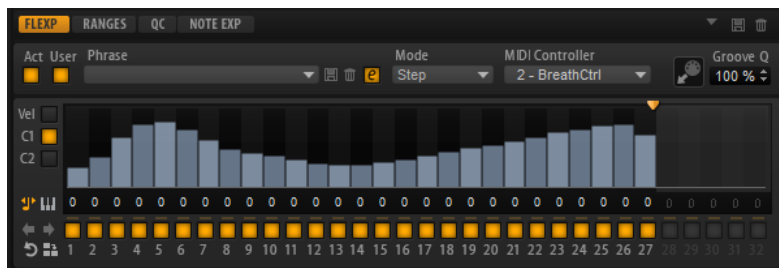 FLEXP RANGES QC NOTE EXP
Act User Phrase Mode MIDI Controller Groove Q
e Step 2 - BreathCtrl 100 %
Vel
C1
C2
0 0 0 0 0 0 0 0 0 0 0 0 0 0 0 0 0 0 0 0 0 0 0 0 0 0 0 0 0 0 0 0
1 2 3 4 5 6 7 8 9 10 11 12 13 14 15 16 17 18 19 20 21 22 23 24 25 26 27 28 29 30 31 32